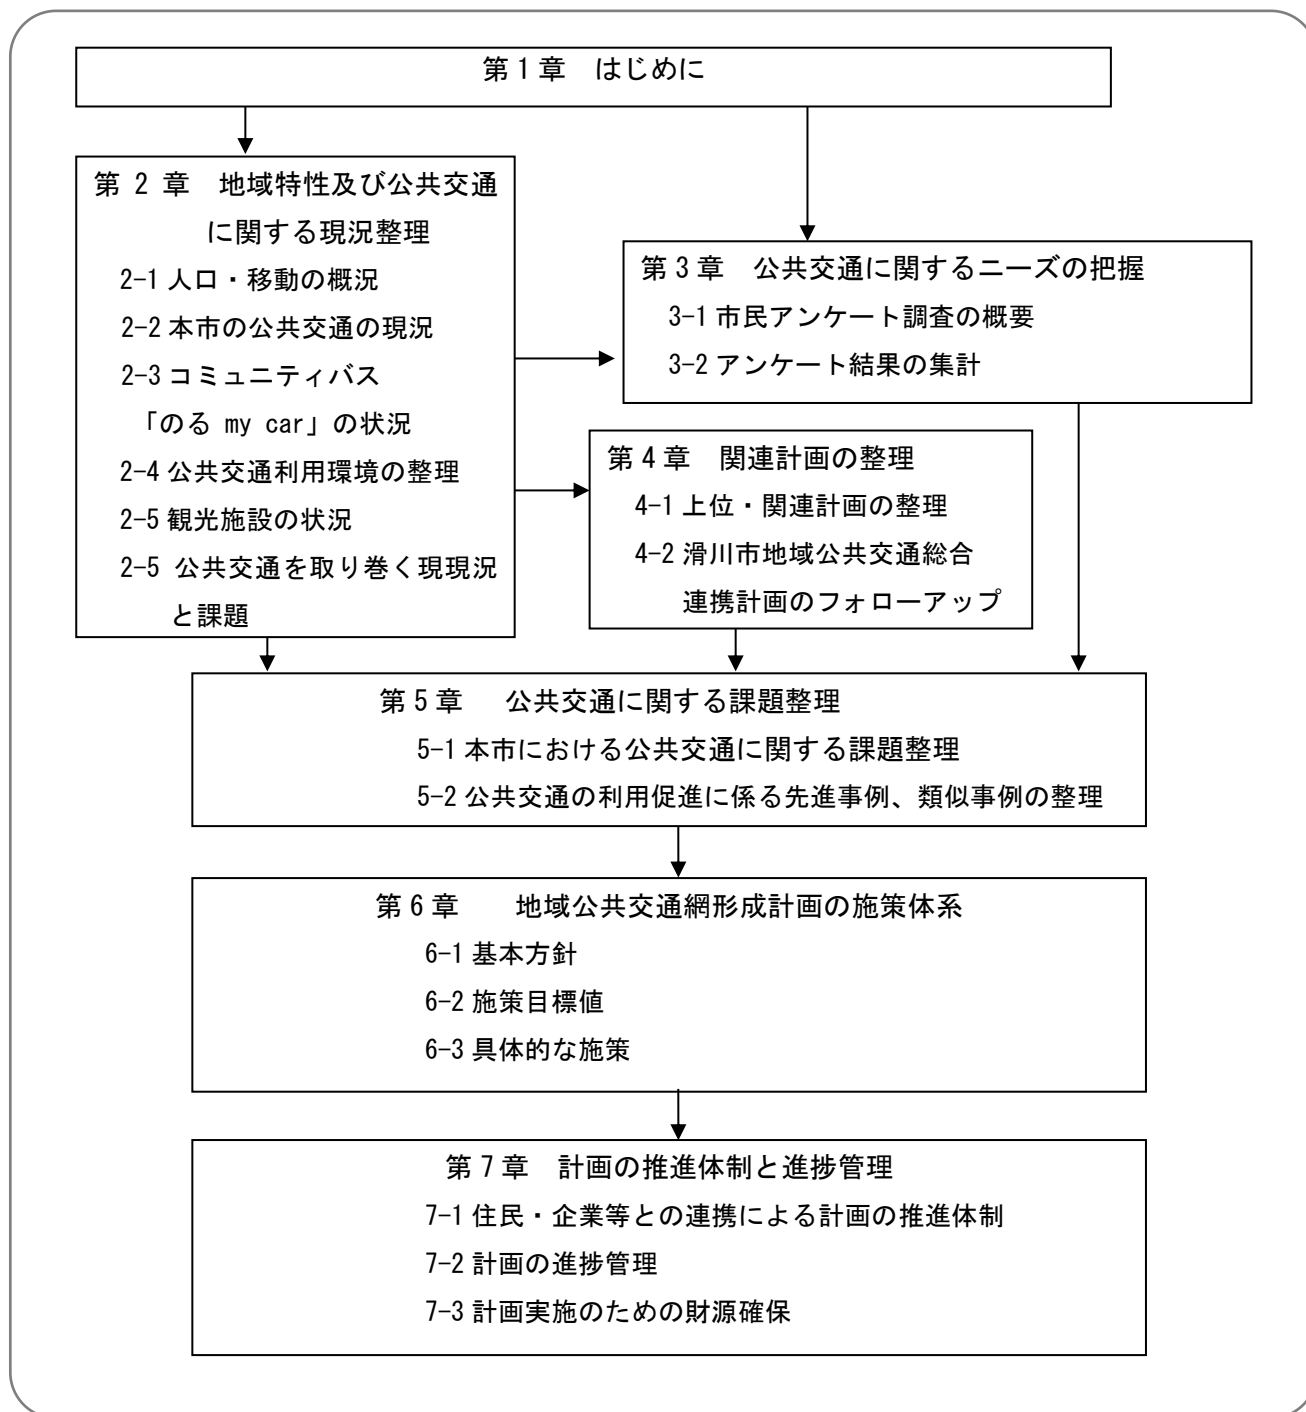 第1章　はじめに
第 2 章　地域特性及び公共交通
に関する現況整理
2-1 人口・移動の概況
2-2 本市の公共交通の現況
2-3 コミュニティバス
「のる my car」の状況
2-4 公共交通利用環境の整理
2-5 観光施設の状況
2-5 公共交通を取り巻く現現況
と課題
第3章　公共交通に関するニーズの把握
3-1 市民アンケート調査の概要
3-2 アンケート結果の集計
第4章　関連計画の整理
4-1 上位・関連計画の整理
4-2 滑川市地域公共交通総合
連携計画のフォローアップ
第5章　公共交通に関する課題整理
5-1 本市における公共交通に関する課題整理
5-2 公共交通の利用促進に係る先進事例、類似事例の整理
第6章　地域公共交通網形成計画の施策体系
6-1 基本方針
6-2 施策目標値
6-3 具体的な施策
第7章　計画の推進体制と進捗管理
7-1 住民・企業等との連携による計画の推進体制
7-2 計画の進捗管理
7-3 計画実施のための財源確保